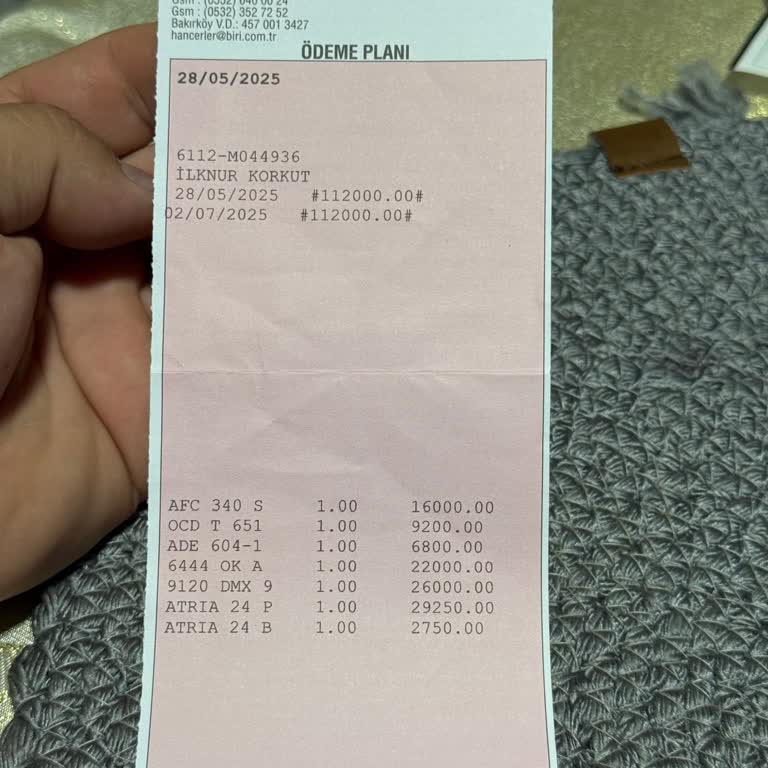 Gsm : (0532) 352 72 52
Bakırköy V.D.: 457 001 3427
hancerler@biri.com.tr
ÖDEME PLANI
28/05/2025
6112-M044936
İLKNUR KORKUT
28/05/2025 #112000.00#
02/07/2025 #112000.00#
AFC 340 S 1.00 16000.00
OCD T 651 1.00 9200.00
ADE 604-1 1.00 6800.00
6444 OK A 1.00 22000.00
9120 DMX 9 1.00 26000.00
ATRIA 24 P 1.00 29250.00
ATRIA 24 B 1.00 2750.00